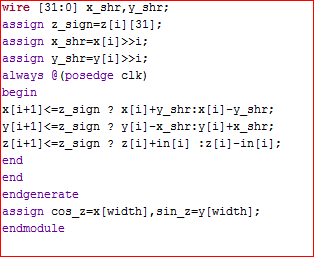 wire [31:0] x_shr,y_shr;
assign z_sign=z[i][31];
assign x_shr=x[i]>>i;
assign y_shr=y[i]>>i;
always @(posedge clk)
begin
x[i+1]<=z_sign ? x[i]+y_shr:x[i]-y_shr;
y[i+1]<=z_sign ? y[i]-x_shr:y[i]+x_shr;
z[i+1]<=z_sign ? z[i]+in[i] :z[i]-in[i];
end
end
endgenerate
assign cos_z=x[width],sin_z=y[width];
endmodule